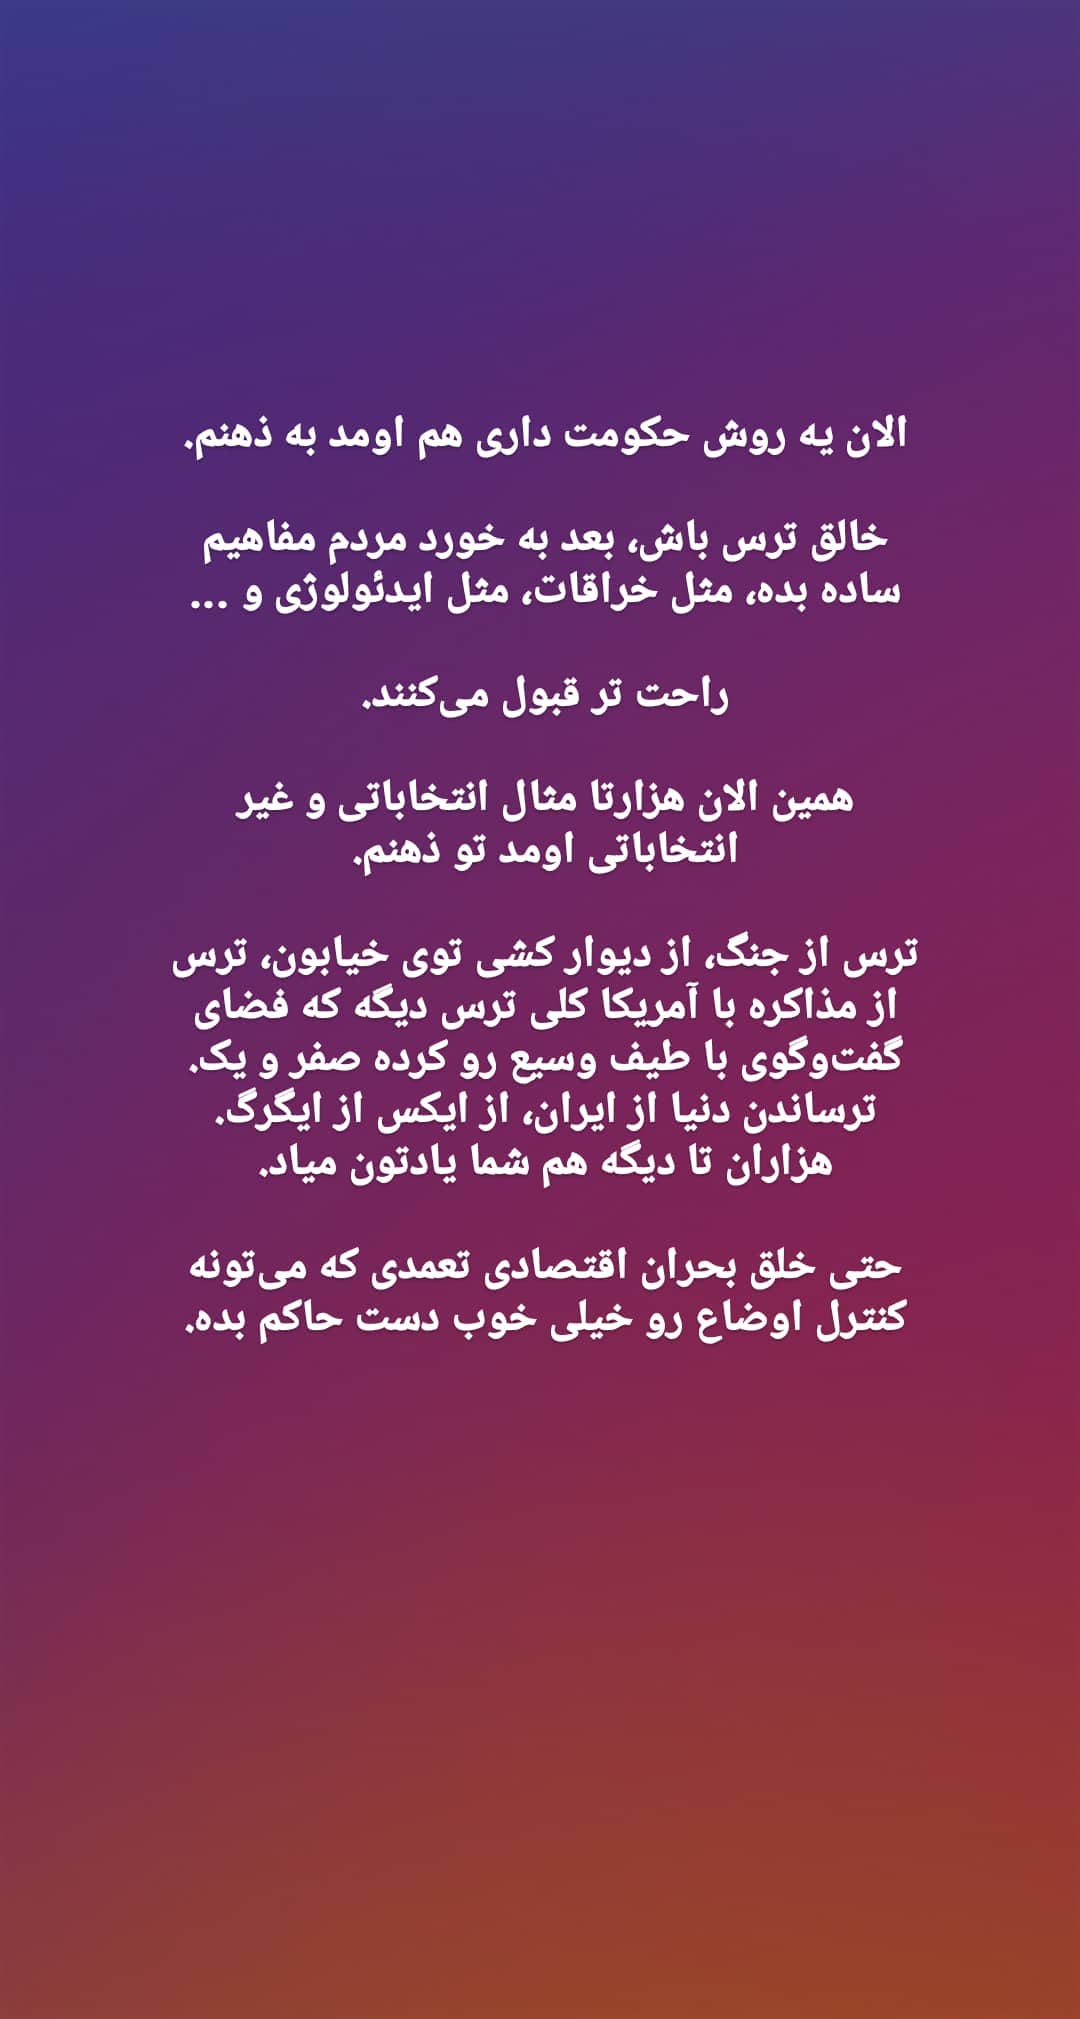 الان یه روش حکومت داری هم اومد به ذهنم.
خالق ترس باش، بعد به خورد مردم مفاهیم
ساده بده، مثل خراقات، مثل ایدئولوژی و ...
راحت تر قبول می‌کنند.
همین الان هزارتا مثال انتخاباتی و غیر
انتخاباتی اومد تو ذهنم.
ترس از جنگ، از دیوار کشی توی خیابون، ترس
از مذاکره با آمریکا کلی ترس دیگه که فضای
گفت‌وگوی با طیف وسیع رو کرده صفر و یک.
ترساندن دنیا از ایران، از ایکس از ایگرگ.
هزاران تا دیگه هم شما یادتون میاد.
حتی خلق بحران اقتصادی تعمدی که می‌تونه
کنترل اوضاع رو خیلی خوب دست حاکم بده.